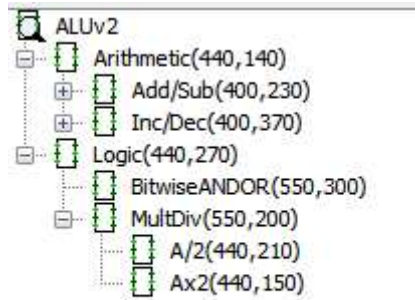 ALUv2
Arithmetic(440,140)
Add/Sub(400,230)
Inc/Dec(400,370)
Logic(440,270)
BitwiseANDOR(550,300)
MultDiv(550,200)
A/2(440,210)
Ax2(440,150)